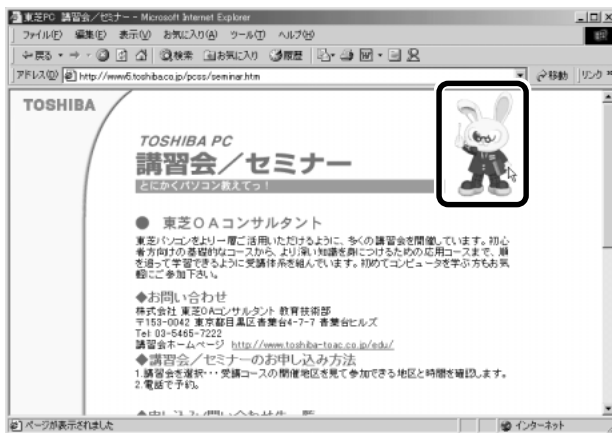 東芝PC 講習会/セミナー - Microsoft Internet Explorer
ファイル(F) 編集(E) 表示(V) お気に入り(A) ツール(T) ヘルプ(H)
戻る 検索 お気に入り 履歴
アドレス(D) http://www5.toshiba.co.jp/pcss/seminar.htm 移動 リンク
TOSHIBA
TOSHIBA PC
講習会/セミナー
とにかくパソコン教えてっ!
● 東芝OAコンサルタント
東芝パソコンをより一層ご活用いただけるように、多くの講習会を開催しています。初心
者方向けの基礎的なコースから、より深い知識を身につけるための応用コースまで、順
を追って学習できるように受講体系を組んでいます。初めてコンピュータを学ぶ方もお気
軽にご参加下さい。
◆お問い合わせ
株式会社 東芝OAコンサルタント 教育技術部
〒153-0042 東京都目黒区青葉台4-7-7 青葉台ヒルズ
Tel: 03-5465-7222
講習会ホームページ http://www.toshiba-toac.co.jp/edu/
◆講習会/セミナーのお申し込み方法
1.講習会を選択・・・受講コースの開催地区を見て参加できる地区と時間を確認します。
2.電話で予約。
ページが表示されました インターネット